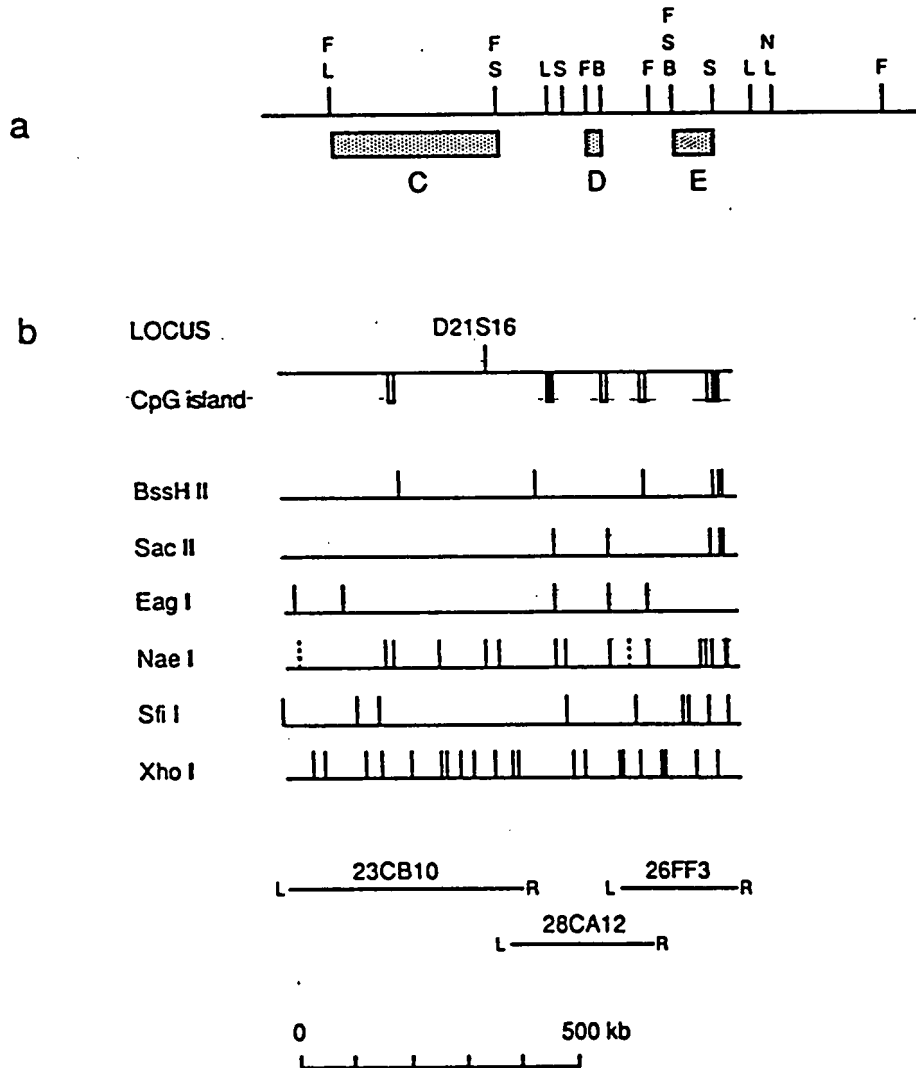 F F F N
S
F F S L
L S L S F B F B S L L F
a
C D E
b
LOCUS D21S16
-CpG island-
BssH II
Sac II
Eag I
Nae I
Sfi I
Xho I
23CB10 26FF3
L R L R
28CA12
L R
0 500 kb